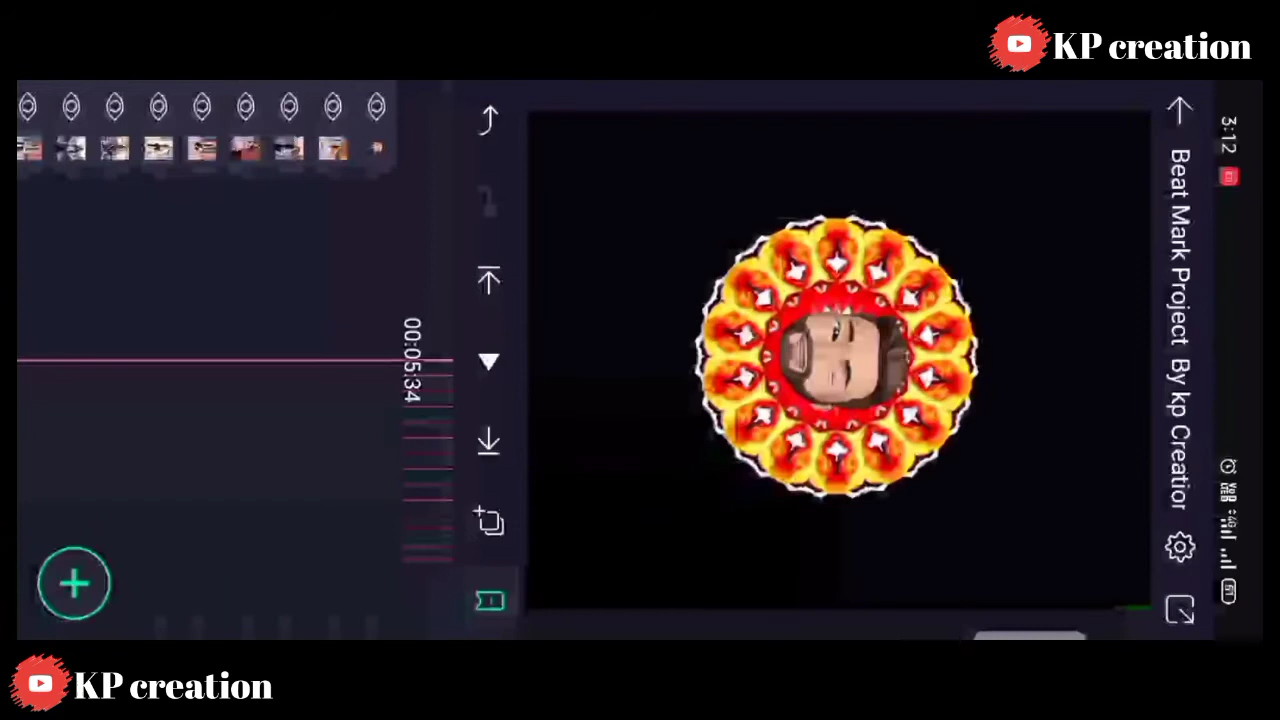 KP creation
3:12
Beat Mark Project By kp Creatior
00:05:34
KP creation